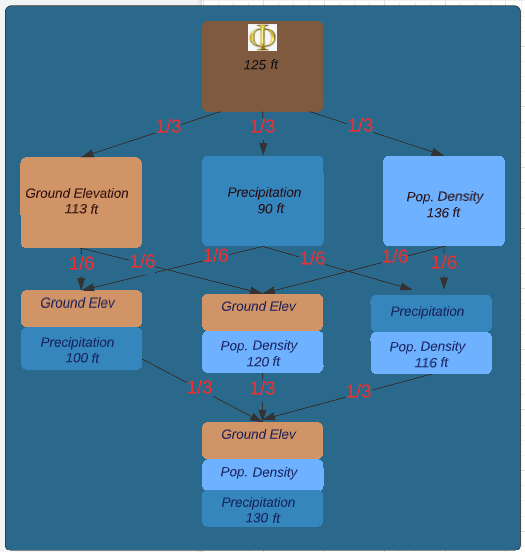 Φ
125 ft
1/3 1/3 1/3
Ground Elevation
113 ft
Precipitation
90 ft
Pop. Density
136 ft
1/6 1/6 1/6 1/6 1/6 1/6
Ground Elev
Precipitation
100 ft
Ground Elev
Pop. Density
120 ft
Precipitation
Pop. Density
116 ft
1/3 1/3 1/3
Ground Elev
Pop. Density
Precipitation
130 ft